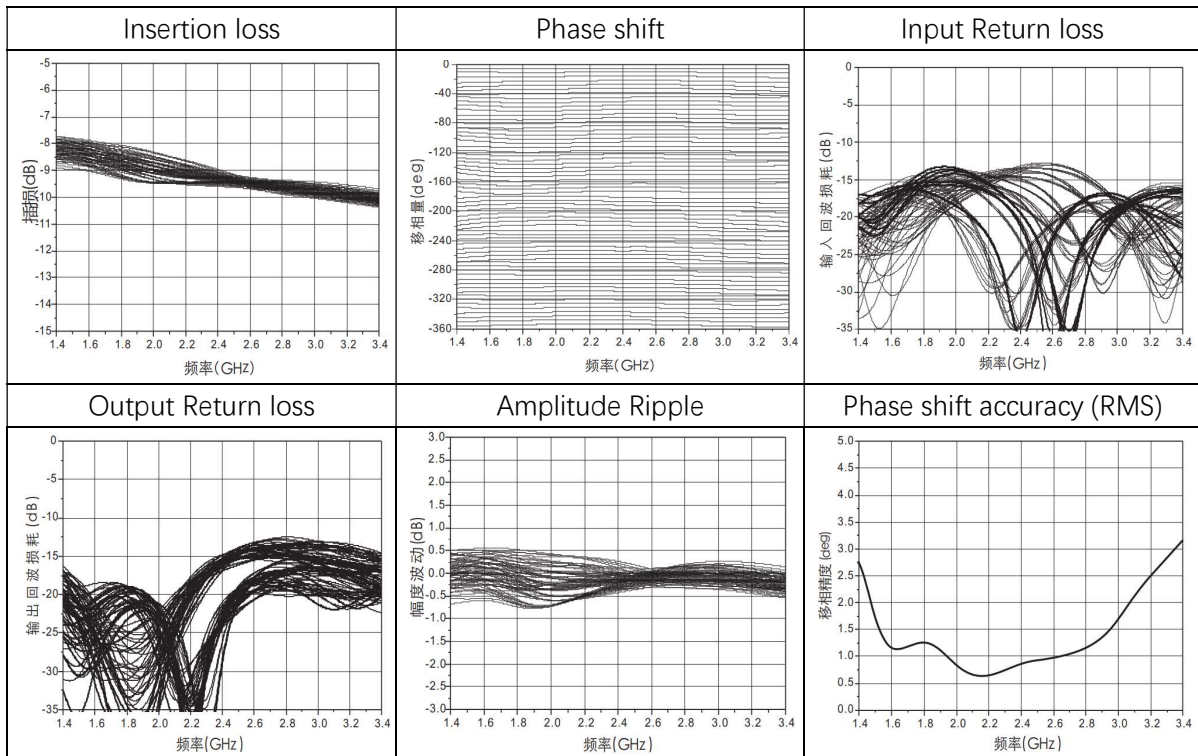 Insertion loss
Phase shift
Input Return loss
-5
-6
-7
-8
-9
-10
-11
-12
-13
-14
-15
插损(dB)
1.4 1.6 1.8 2.0 2.2 2.4 2.6 2.8 3.0 3.2 3.4
频率(GHz)
0
-40
-80
-120
-160
-200
-240
-280
-320
-360
移相量(deg)
1.4 1.6 1.8 2.0 2.2 2.4 2.6 2.8 3.0 3.2 3.4
频率(GHz)
0
-5
-10
-15
-20
-25
-30
-35
输入回波损耗(dB)
1.4 1.6 1.8 2.0 2.2 2.4 2.6 2.8 3.0 3.2 3.4
频率(GHz)
Output Return loss
Amplitude Ripple
Phase shift accuracy (RMS)
0
-5
-10
-15
-20
-25
-30
-35
输出回波损耗(dB)
1.4 1.6 1.8 2.0 2.2 2.4 2.6 2.8 3.0 3.2 3.4
频率(GHz)
3.0
2.5
2.0
1.5
1.0
0.5
0.0
-0.5
-1.0
-1.5
-2.0
-2.5
-3.0
幅度波动(dB)
1.4 1.6 1.8 2.0 2.2 2.4 2.6 2.8 3.0 3.2 3.4
频率(GHz)
5.0
4.5
4.0
3.5
3.0
2.5
2.0
1.5
1.0
0.5
0.0
移相精度(deg)
1.4 1.6 1.8 2.0 2.2 2.4 2.6 2.8 3.0 3.2 3.4
频率(GHz)